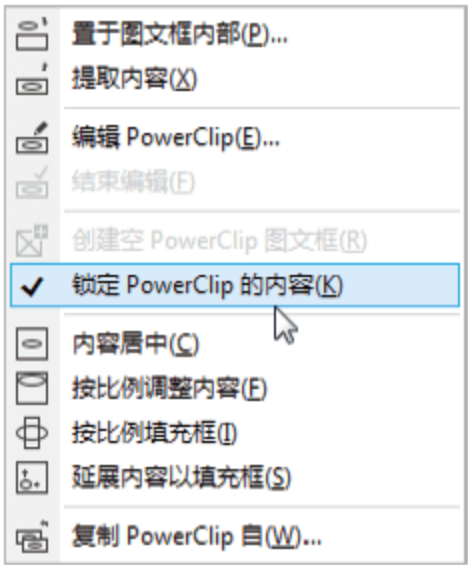 置于图文框内部(P)...
提取内容(X)
编辑 PowerClip(E)...
结束编辑(F)
创建空 PowerClip 图文框(R)
锁定 PowerClip 的内容(K)
内容居中(C)
按比例调整内容(F)
按比例填充框(I)
延展内容以填充框(S)
复制 PowerClip 自(W)...